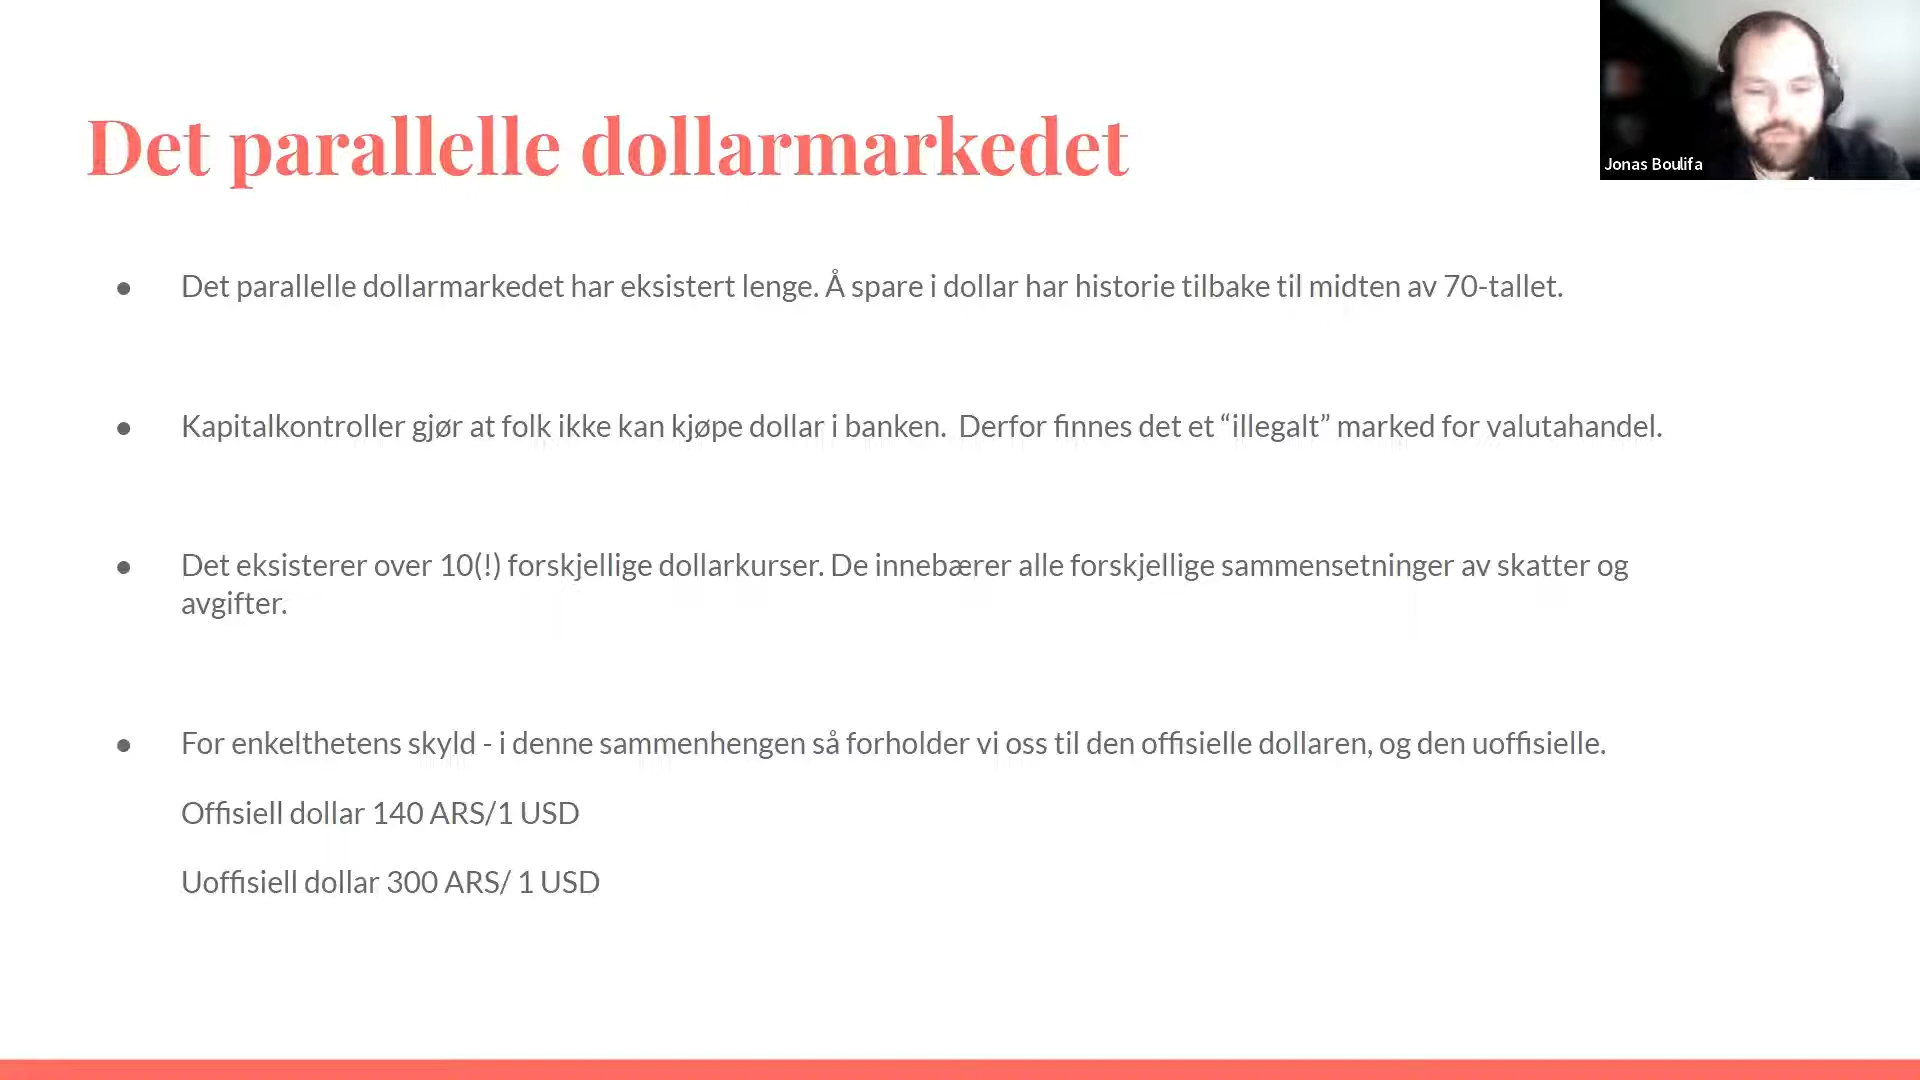 Det parallelle dollarmarkedet
Jonas Boulifa
● Det parallelle dollarmarkedet har eksistert lenge. Å spare i dollar har historie tilbake til midten av 70-tallet.
● Kapitalkontroller gjør at folk ikke kan kjøpe dollar i banken.  Derfor finnes det et “illegalt” marked for valutahandel.
● Det eksisterer over 10(!) forskjellige dollarkurser. De innebærer alle forskjellige sammensetninger av skatter og
avgifter.
● For enkelthetens skyld - i denne sammenhengen så forholder vi oss til den offisielle dollaren, og den uoffisielle.
Offisiell dollar 140 ARS/1 USD
Uoffisiell dollar 300 ARS/ 1 USD